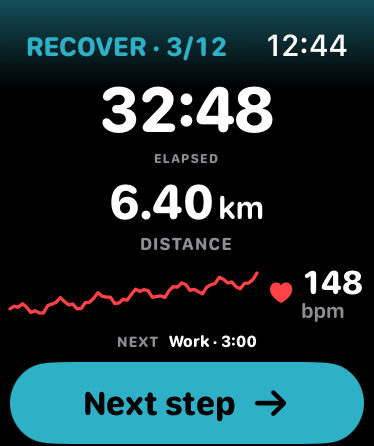 RECOVER · 3/12 12:44
32:48
ELAPSED
6.40 km
DISTANCE
148
bpm
NEXT Work · 3:00
Next step →